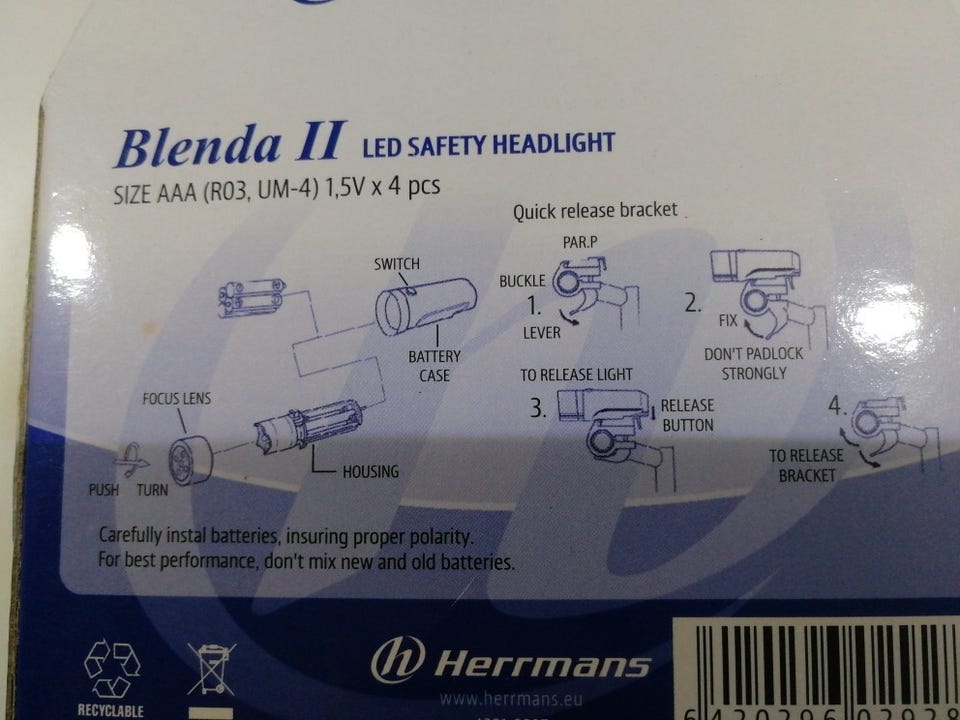 Blenda II LED SAFETY HEADLIGHT
SIZE AAA (R03, UM-4) 1,5V x 4 pcs
Quick release bracket
PAR.P
BUCKLE
1.
LEVER
2.
FIX
DON'T PADLOCK
STRONGLY
SWITCH
BATTERY
CASE
FOCUS LENS
HOUSING
PUSH TURN
TO RELEASE LIGHT
3.
RELEASE
BUTTON
4.
TO RELEASE
BRACKET
Carefully instal batteries, insuring proper polarity.
For best performance, don't mix new and old batteries.
RECYCLABLE
h Herrmans
www.herrmans.eu